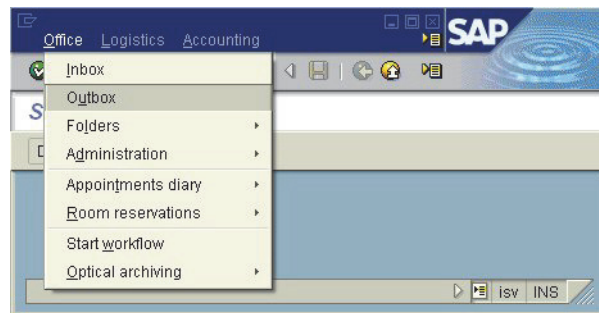 Office Logistics Accounting
SAP
Inbox
Outbox
S
Folders
Administration
Appointments diary
Room reservations
Start workflow
Optical archiving
isv INS